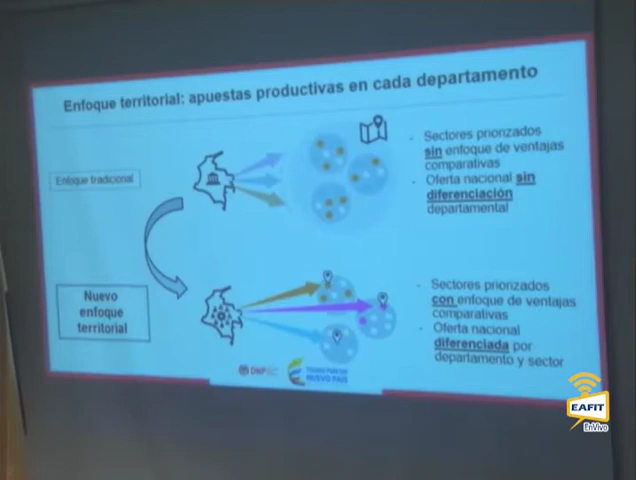 Enfoque territorial: apuestas productivas en cada departamento
Enfoque tradicional
- Sectores priorizados
sin enfoque de ventajas
comparativas
- Oferta nacional sin
diferenciación
departamental
Nuevo
enfoque
territorial
- Sectores priorizados
con enfoque de ventajas
comparativas
- Oferta nacional
diferenciada por
departamento y sector
DNP
TODOS POR UN
NUEVO PAÍS
EAFIT
EnVivo